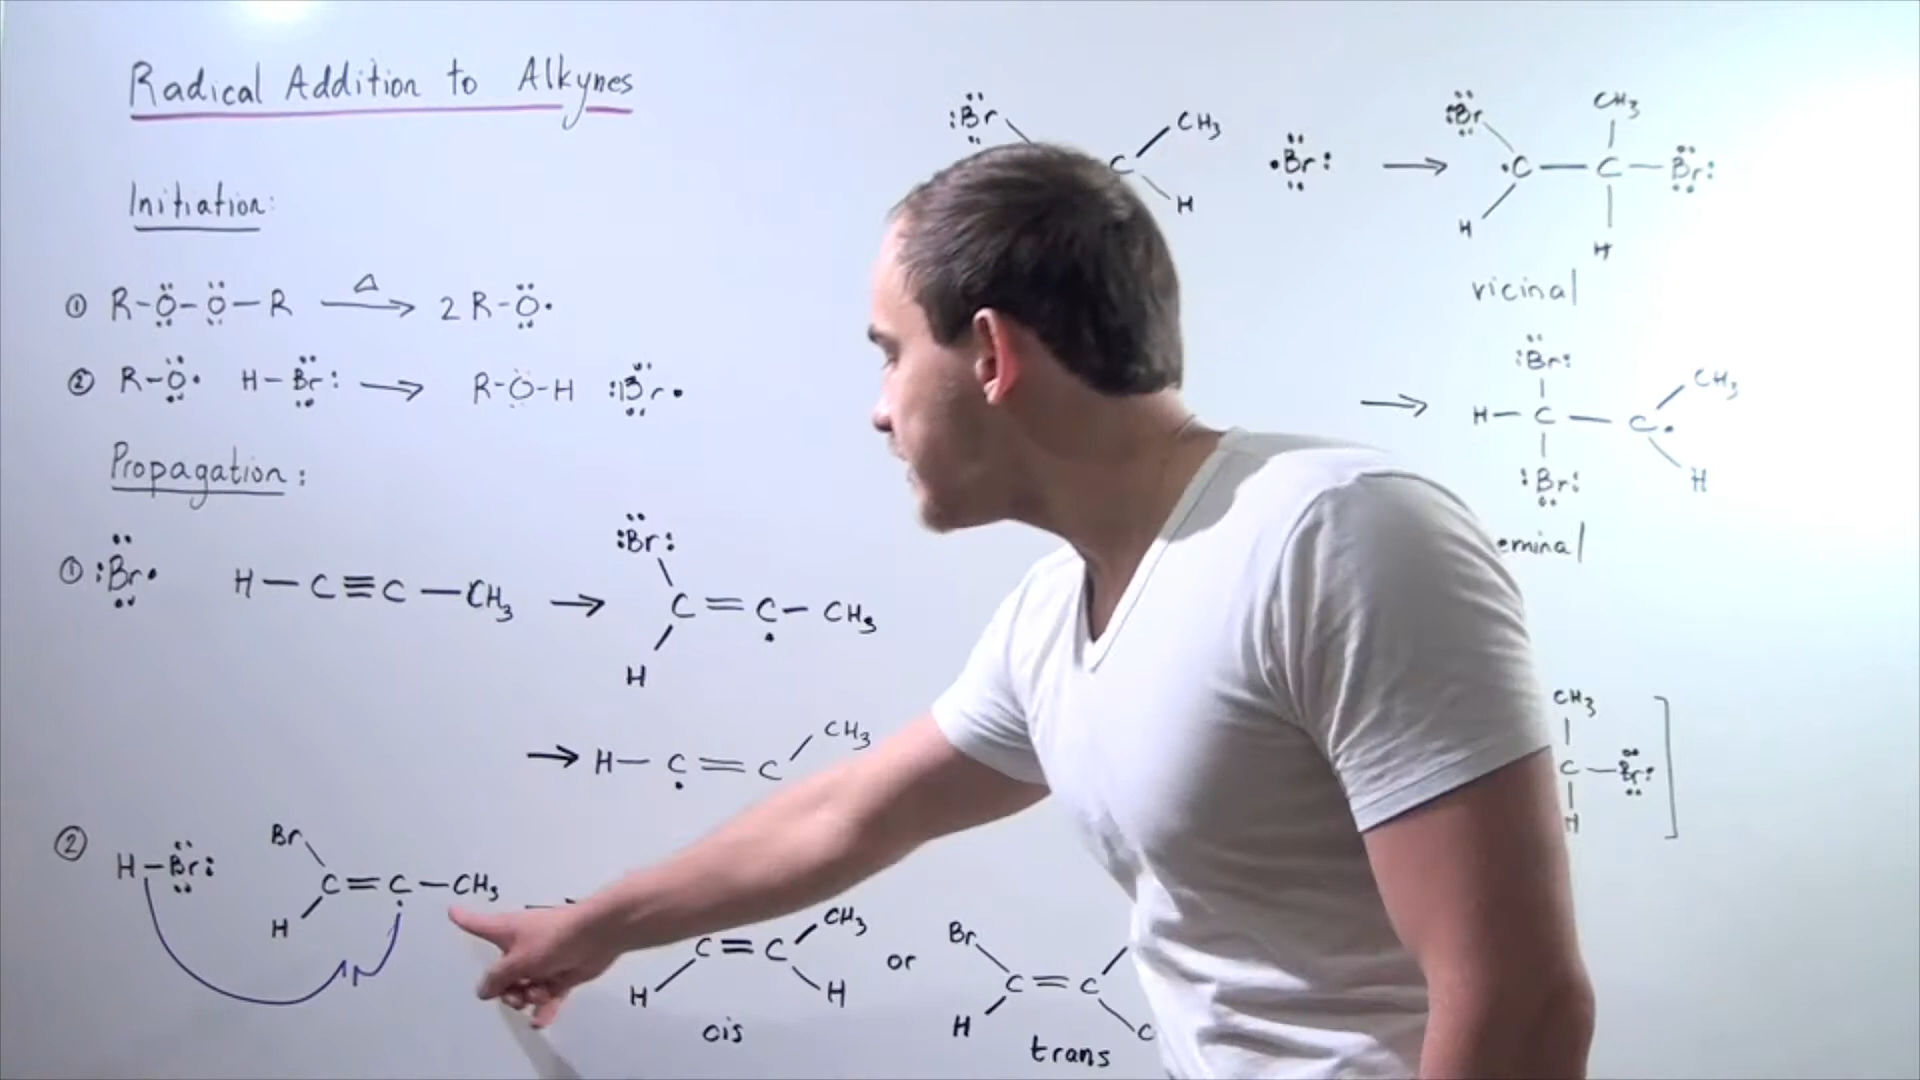 Radical Addition to Alkynes
Initiation:
① R-Ö-Ö-R Δ→ 2 R-Ö·
② R-Ö· H-Br: → R-Ö-H :Br·
Propagation:
① :Br· H-C≡C-CH3 → :Br: C=C-CH3
H
→ H-C=C CH3
② H-Br: Br C=C-CH3 →
H
C=C CH3
H H
cis
or
Br
C=C
H C
trans
:Br C CH3 H ·Br: → :Br ·C-C-Br: CH3
H H
vicinal
→ :Br:
H-C-C· CH3
:Br: H
eminal
CH3
C-Br:
H